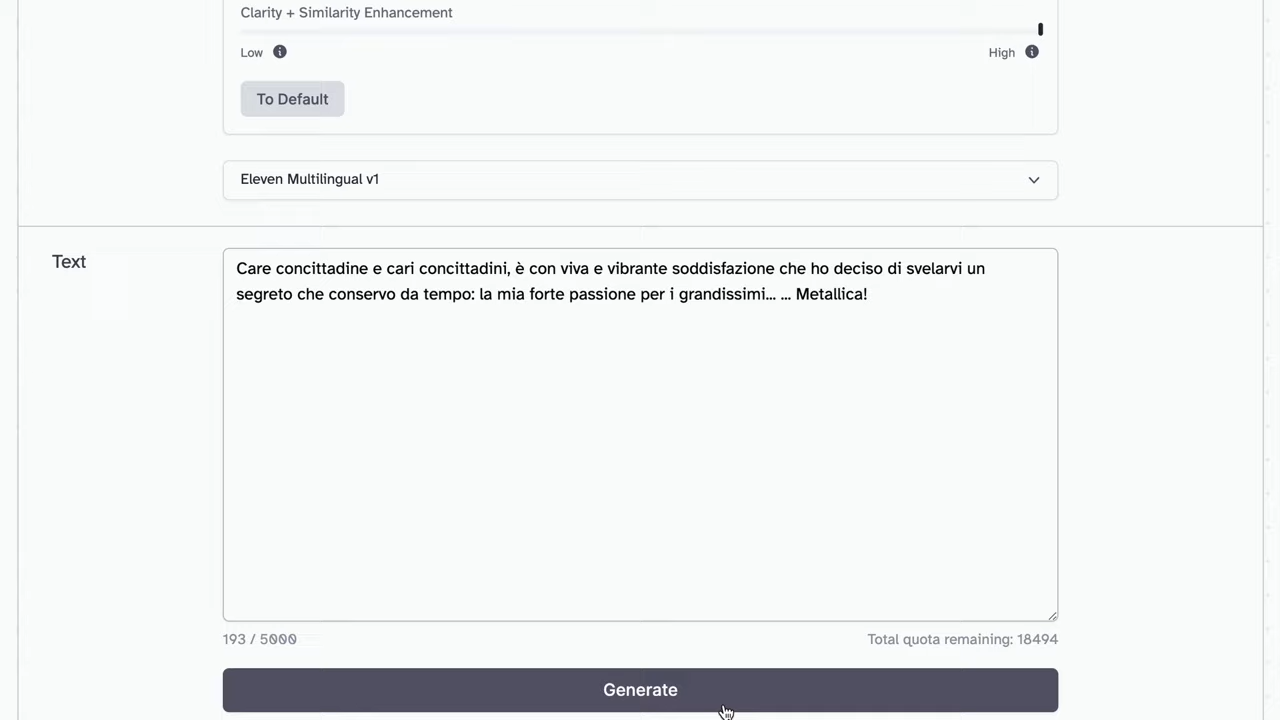 Clarity + Similarity Enhancement
Low
High
To Default
Eleven Multilingual v1
Text
Care concittadine e cari concittadini, è con viva e vibrante soddisfazione che ho deciso di svelarvi un
segreto che conservo da tempo: la mia forte passione per i grandissimi... ... Metallica!
193 / 5000
Total quota remaining: 18494
Generate